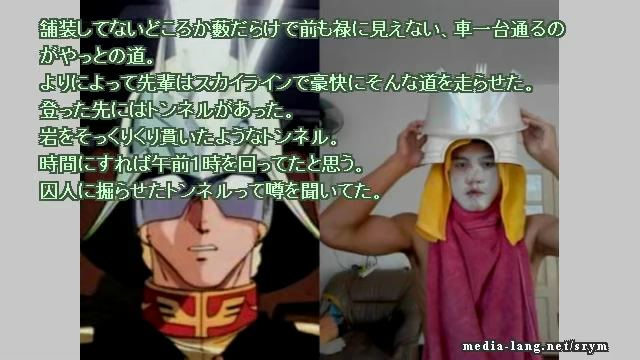 舗装してないどころか藪だらけで前も禄に見えない、車一台通るの
がやっとの道。
よりによって先輩はスカイラインで豪快にそんな道を走らせた。
登った先にはトンネルがあった。
岩をそっくりくり貫いたようなトンネル。
時間にすれば午前1時を回ってたと思う。
囚人に掘らせたトンネルって噂を聞いてた。
media-lang.net/srym